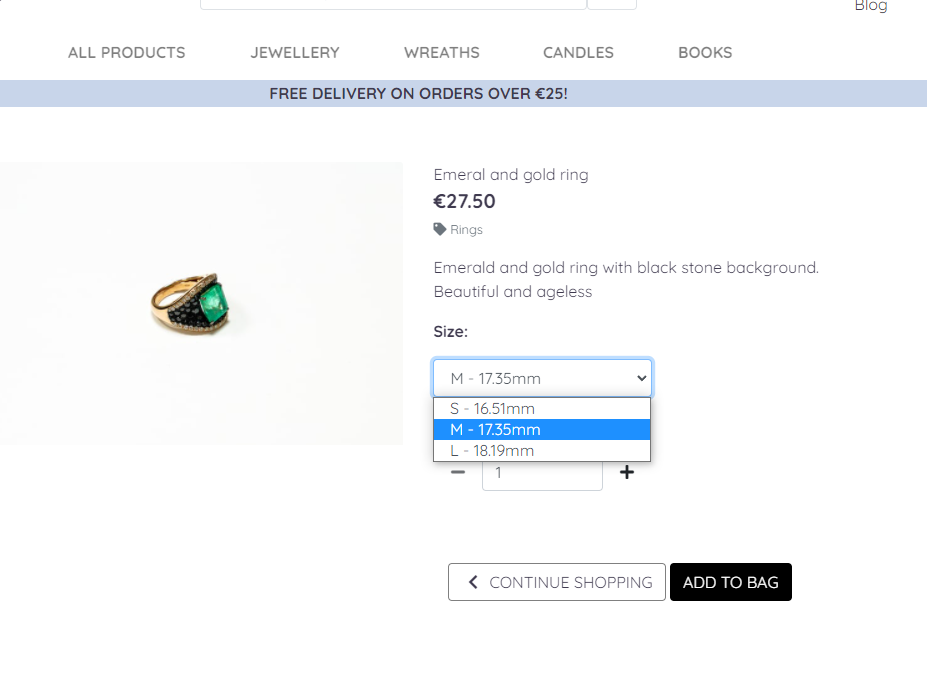 Blog
ALL PRODUCTS JEWELLERY WREATHS CANDLES BOOKS
FREE DELIVERY ON ORDERS OVER €25!
Emeral and gold ring
€27.50
Rings
Emerald and gold ring with black stone background.
Beautiful and ageless
Size:
M - 17.35mm
S - 16.51mm
M - 17.35mm
L - 18.19mm
1
CONTINUE SHOPPING ADD TO BAG